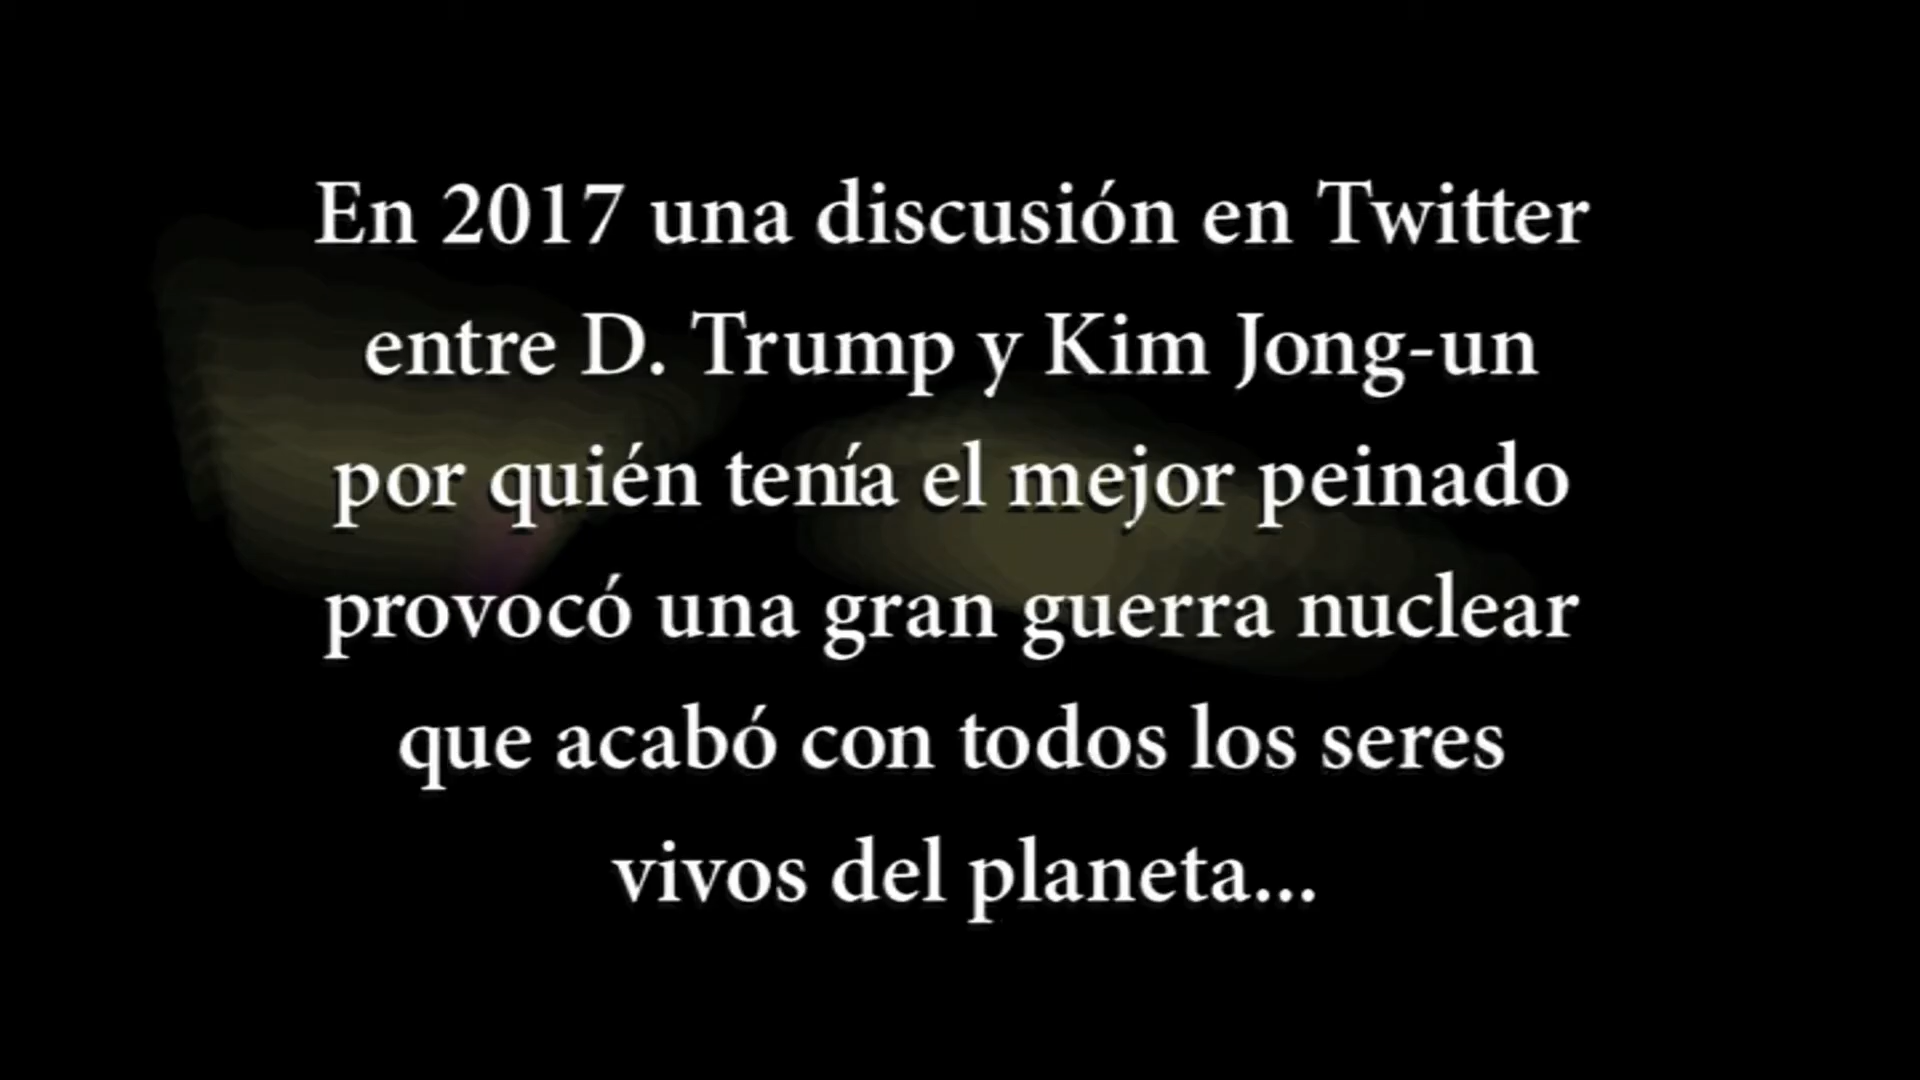 En 2017 una discusión en Twitter
entre D. Trump y Kim Jong-un
por quién tenía el mejor peinado
provocó una gran guerra nuclear
que acabó con todos los seres
vivos del planeta...